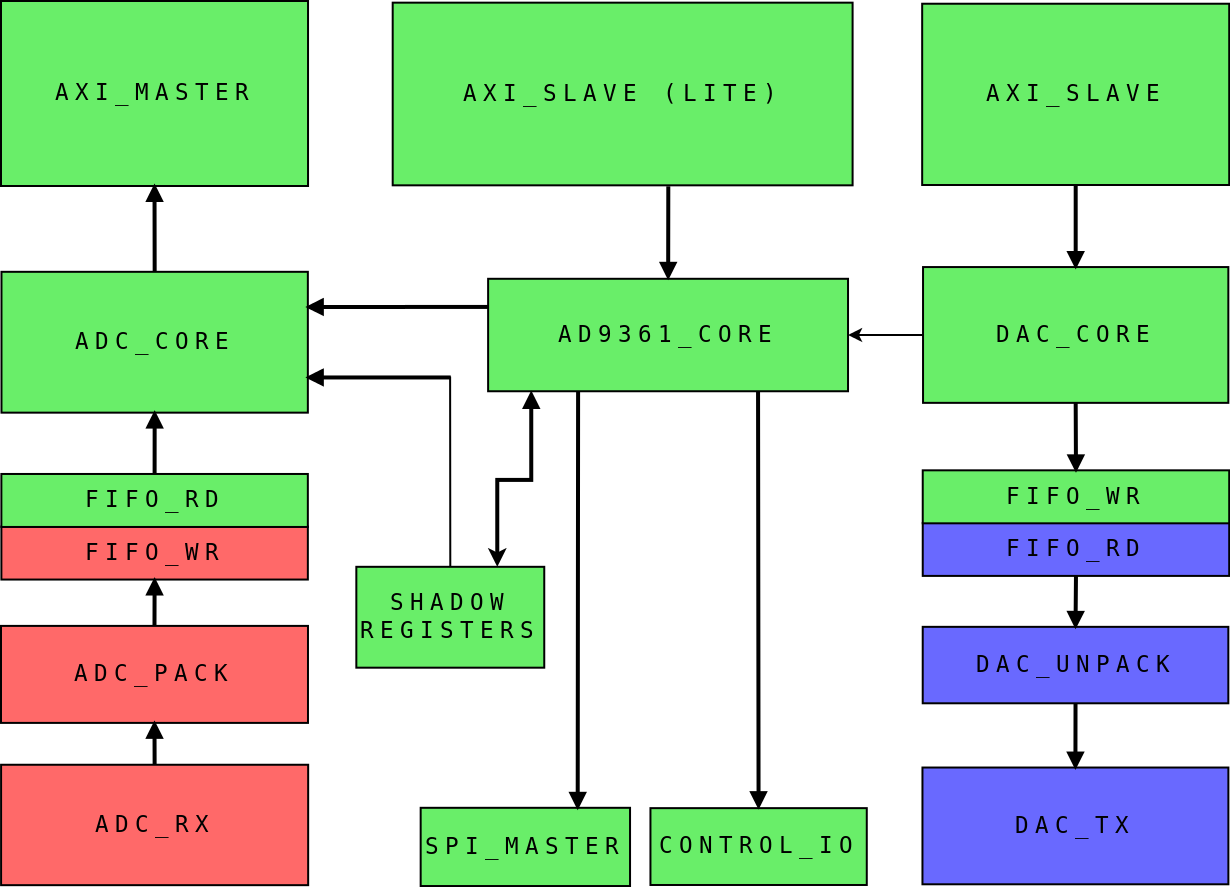 AXI_MASTER
AXI_SLAVE (LITE)
AXI_SLAVE
ADC_CORE
AD9361_CORE
DAC_CORE
FIFO_RD
FIFO_WR
FIFO_WR
FIFO_RD
SHADOW
REGISTERS
ADC_PACK
DAC_UNPACK
ADC_RX
SPI_MASTER
CONTROL_IO
DAC_TX